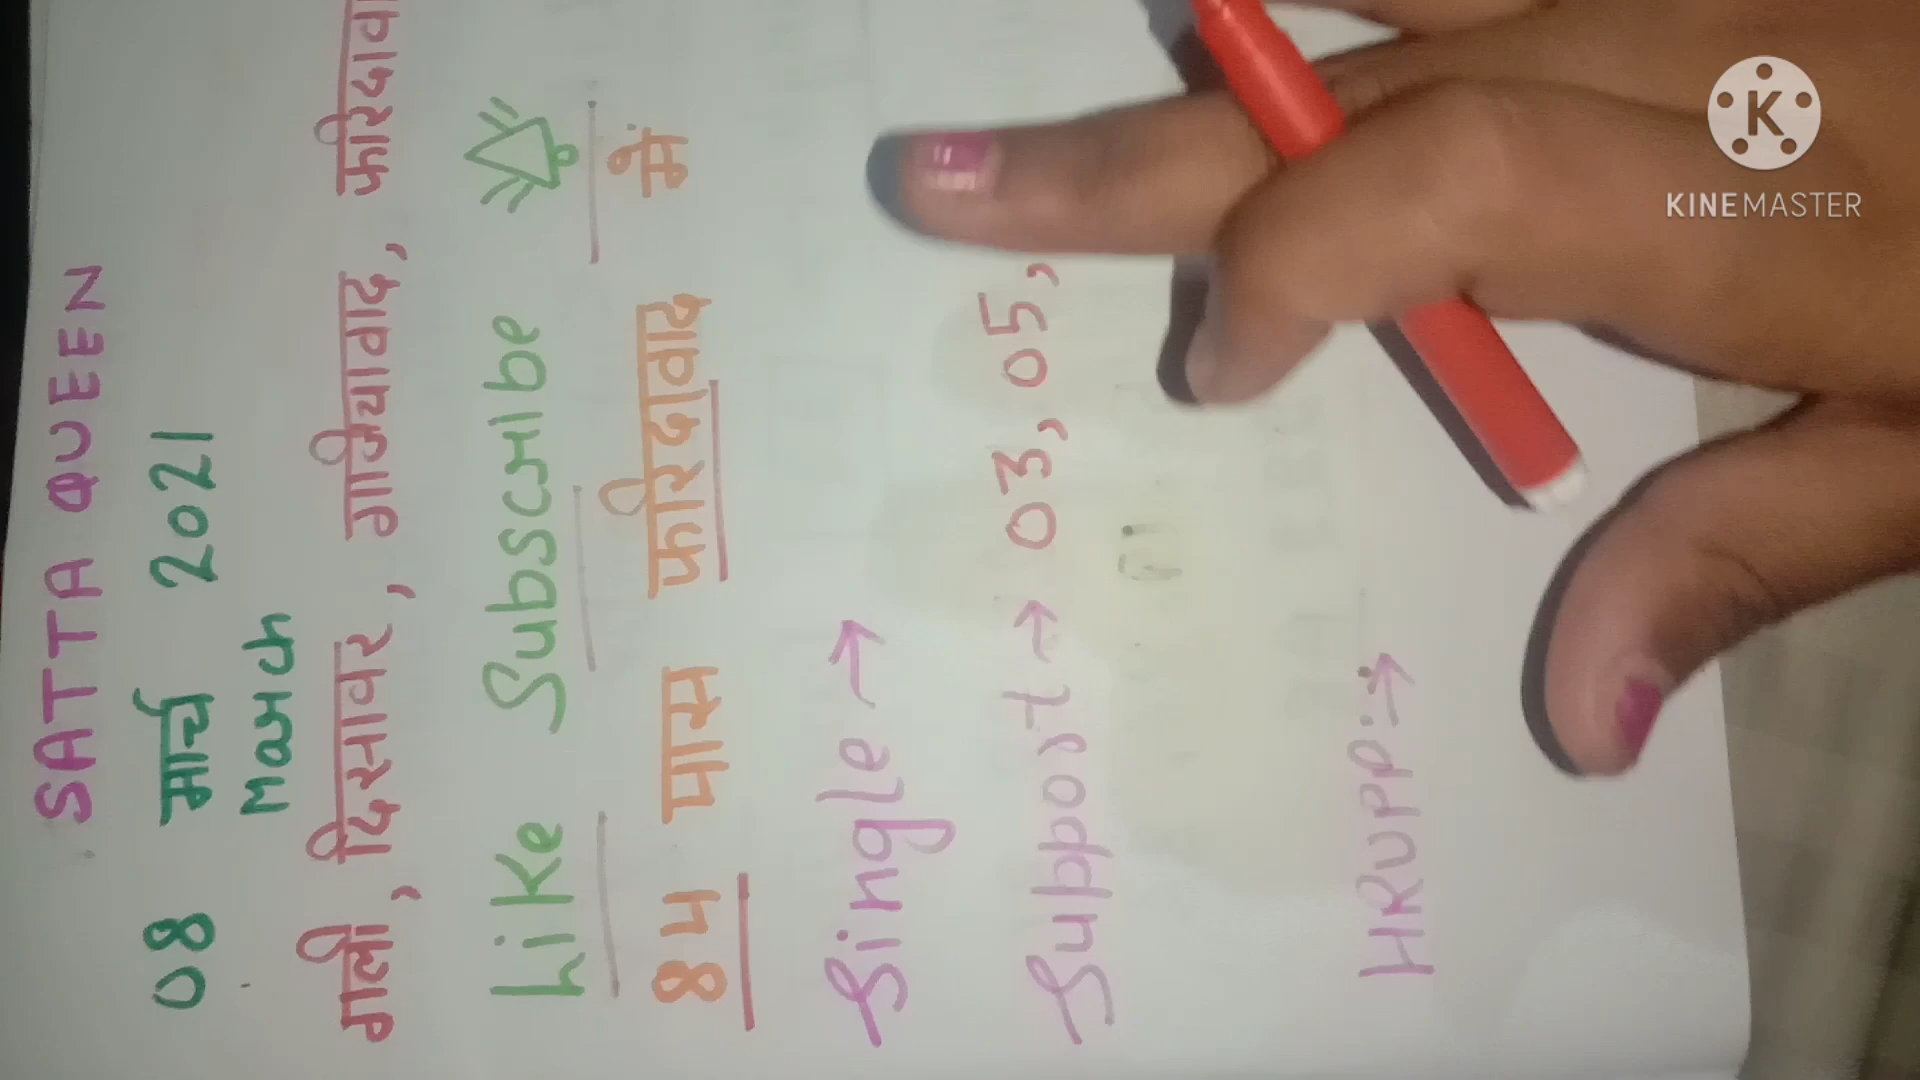 SATTA QUEEN
08 मार्च 2021
March
गली, दिसावर, गाजियाबाद, फरिदाबा
Like Subscribe
84 पास फरिदाबाद में
Single →
Support → 03, 05,
HRUPP:→
KINEMASTER